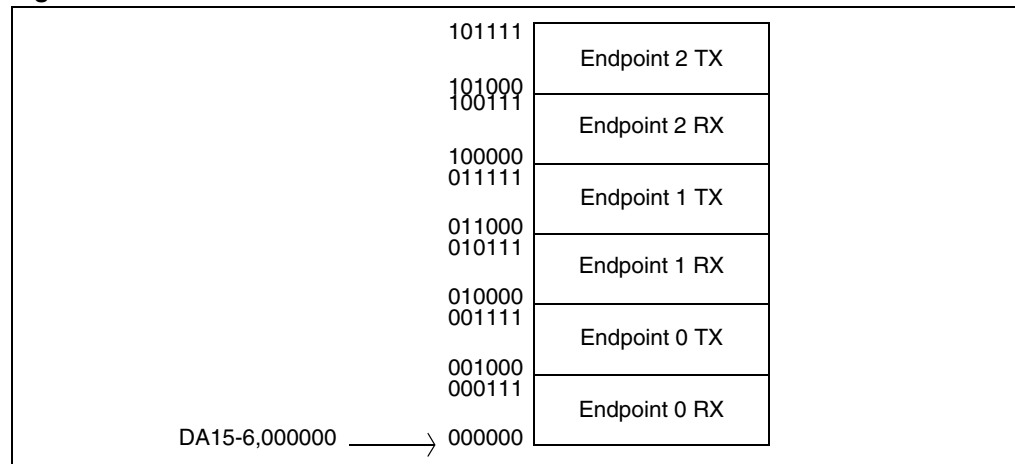 101111
Endpoint 2 TX
101000
100111
Endpoint 2 RX
100000
011111
Endpoint 1 TX
011000
010111
Endpoint 1 RX
010000
001111
Endpoint 0 TX
001000
000111
Endpoint 0 RX
DA15-6,000000 000000